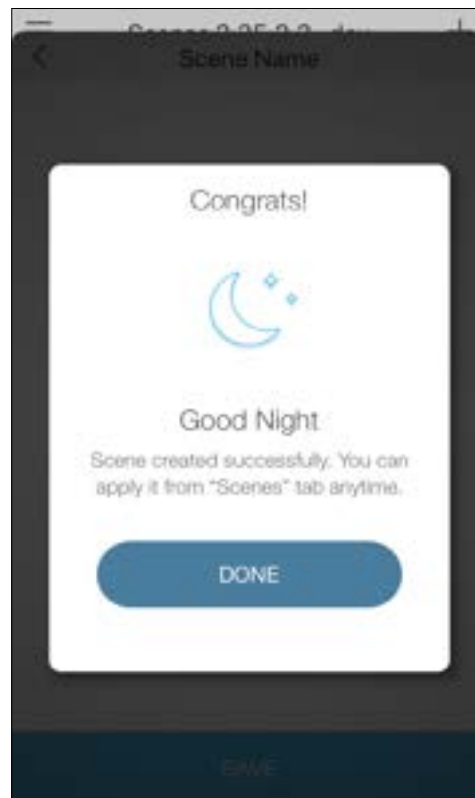 Scene Name
Congrats!
Good Night
Scene created successfully. You can
apply it from "Scenes" tab anytime.
DONE
SAVE